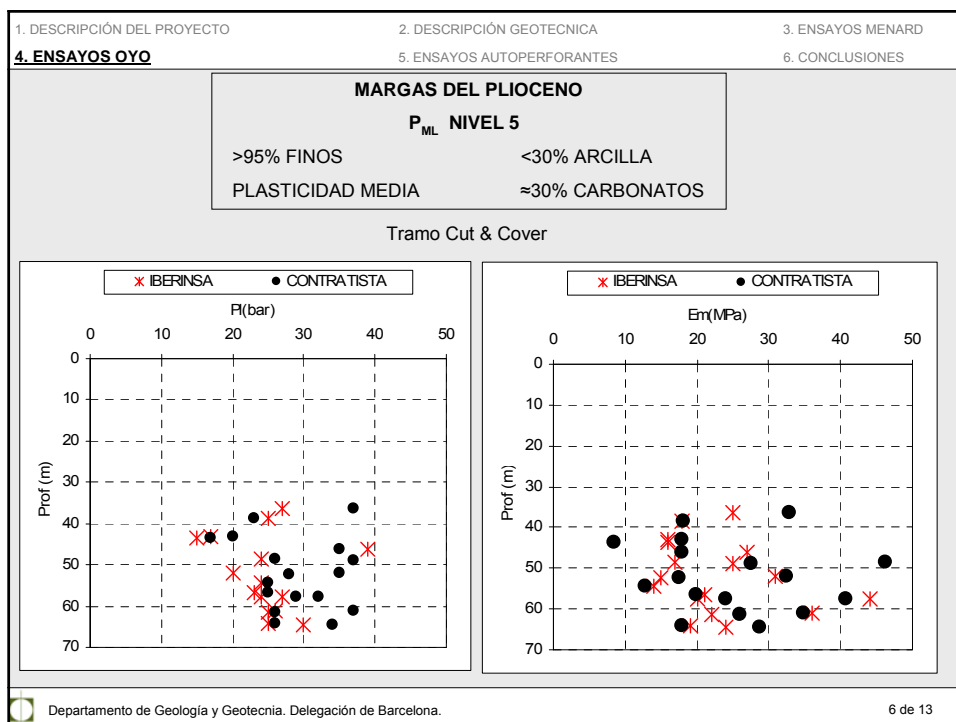 1. DESCRIPCIÓN DEL PROYECTO 2. DESCRIPCIÓN GEOTECNICA 3. ENSAYOS MENARD
4. ENSAYOS OYO 5. ENSAYOS AUTOPERFORANTES 6. CONCLUSIONES
MARGAS DEL PLIOCENO
P_ML NIVEL 5
>95% FINOS <30% ARCILLA
PLASTICIDAD MEDIA ≈30% CARBONATOS
Tramo Cut & Cover
IBERINSA CONTRATISTA
Pl(bar)
0 10 20 30 40 50
0
10
20
30
40
50
60
70
Prof (m)
IBERINSA CONTRATISTA
Em(MPa)
0 10 20 30 40 50
0
10
20
30
40
50
60
70
Prof (m)
Departamento de Geología y Geotecnia. Delegación de Barcelona. 6 de 13